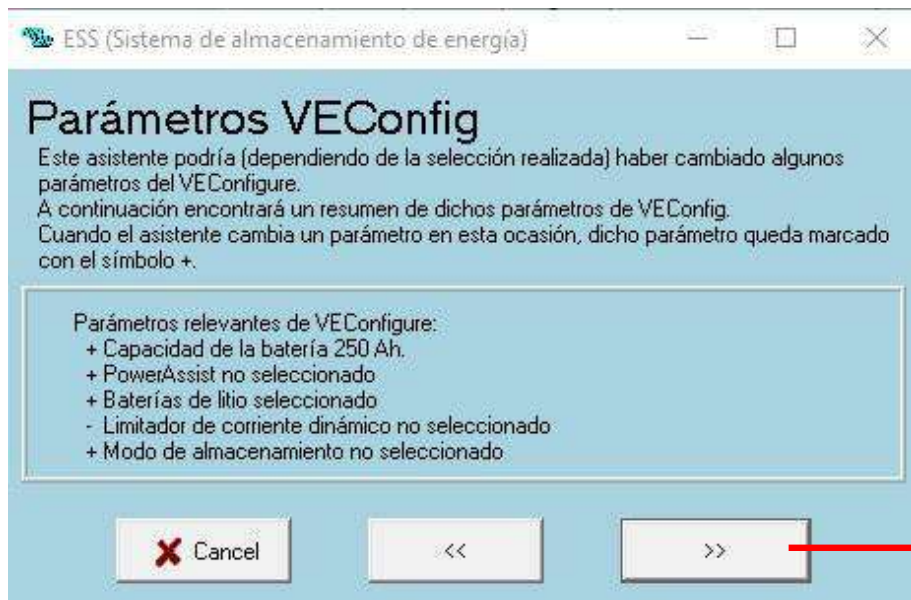 ESS (Sistema de almacenamiento de energía)
Parámetros VEConfig
Este asistente podría (dependiendo de la selección realizada) haber cambiado algunos
parámetros del VEConfigure.
A continuación encontrará un resumen de dichos parámetros de VEConfig.
Cuando el asistente cambia un parámetro en esta ocasión, dicho parámetro queda marcado
con el símbolo +.
Parámetros relevantes de VEConfigure:
+ Capacidad de la batería 250 Ah.
+ PowerAssist no seleccionado
+ Baterías de litio seleccionado
- Limitador de corriente dinámico no seleccionado
+ Modo de almacenamiento no seleccionado
Cancel << >>